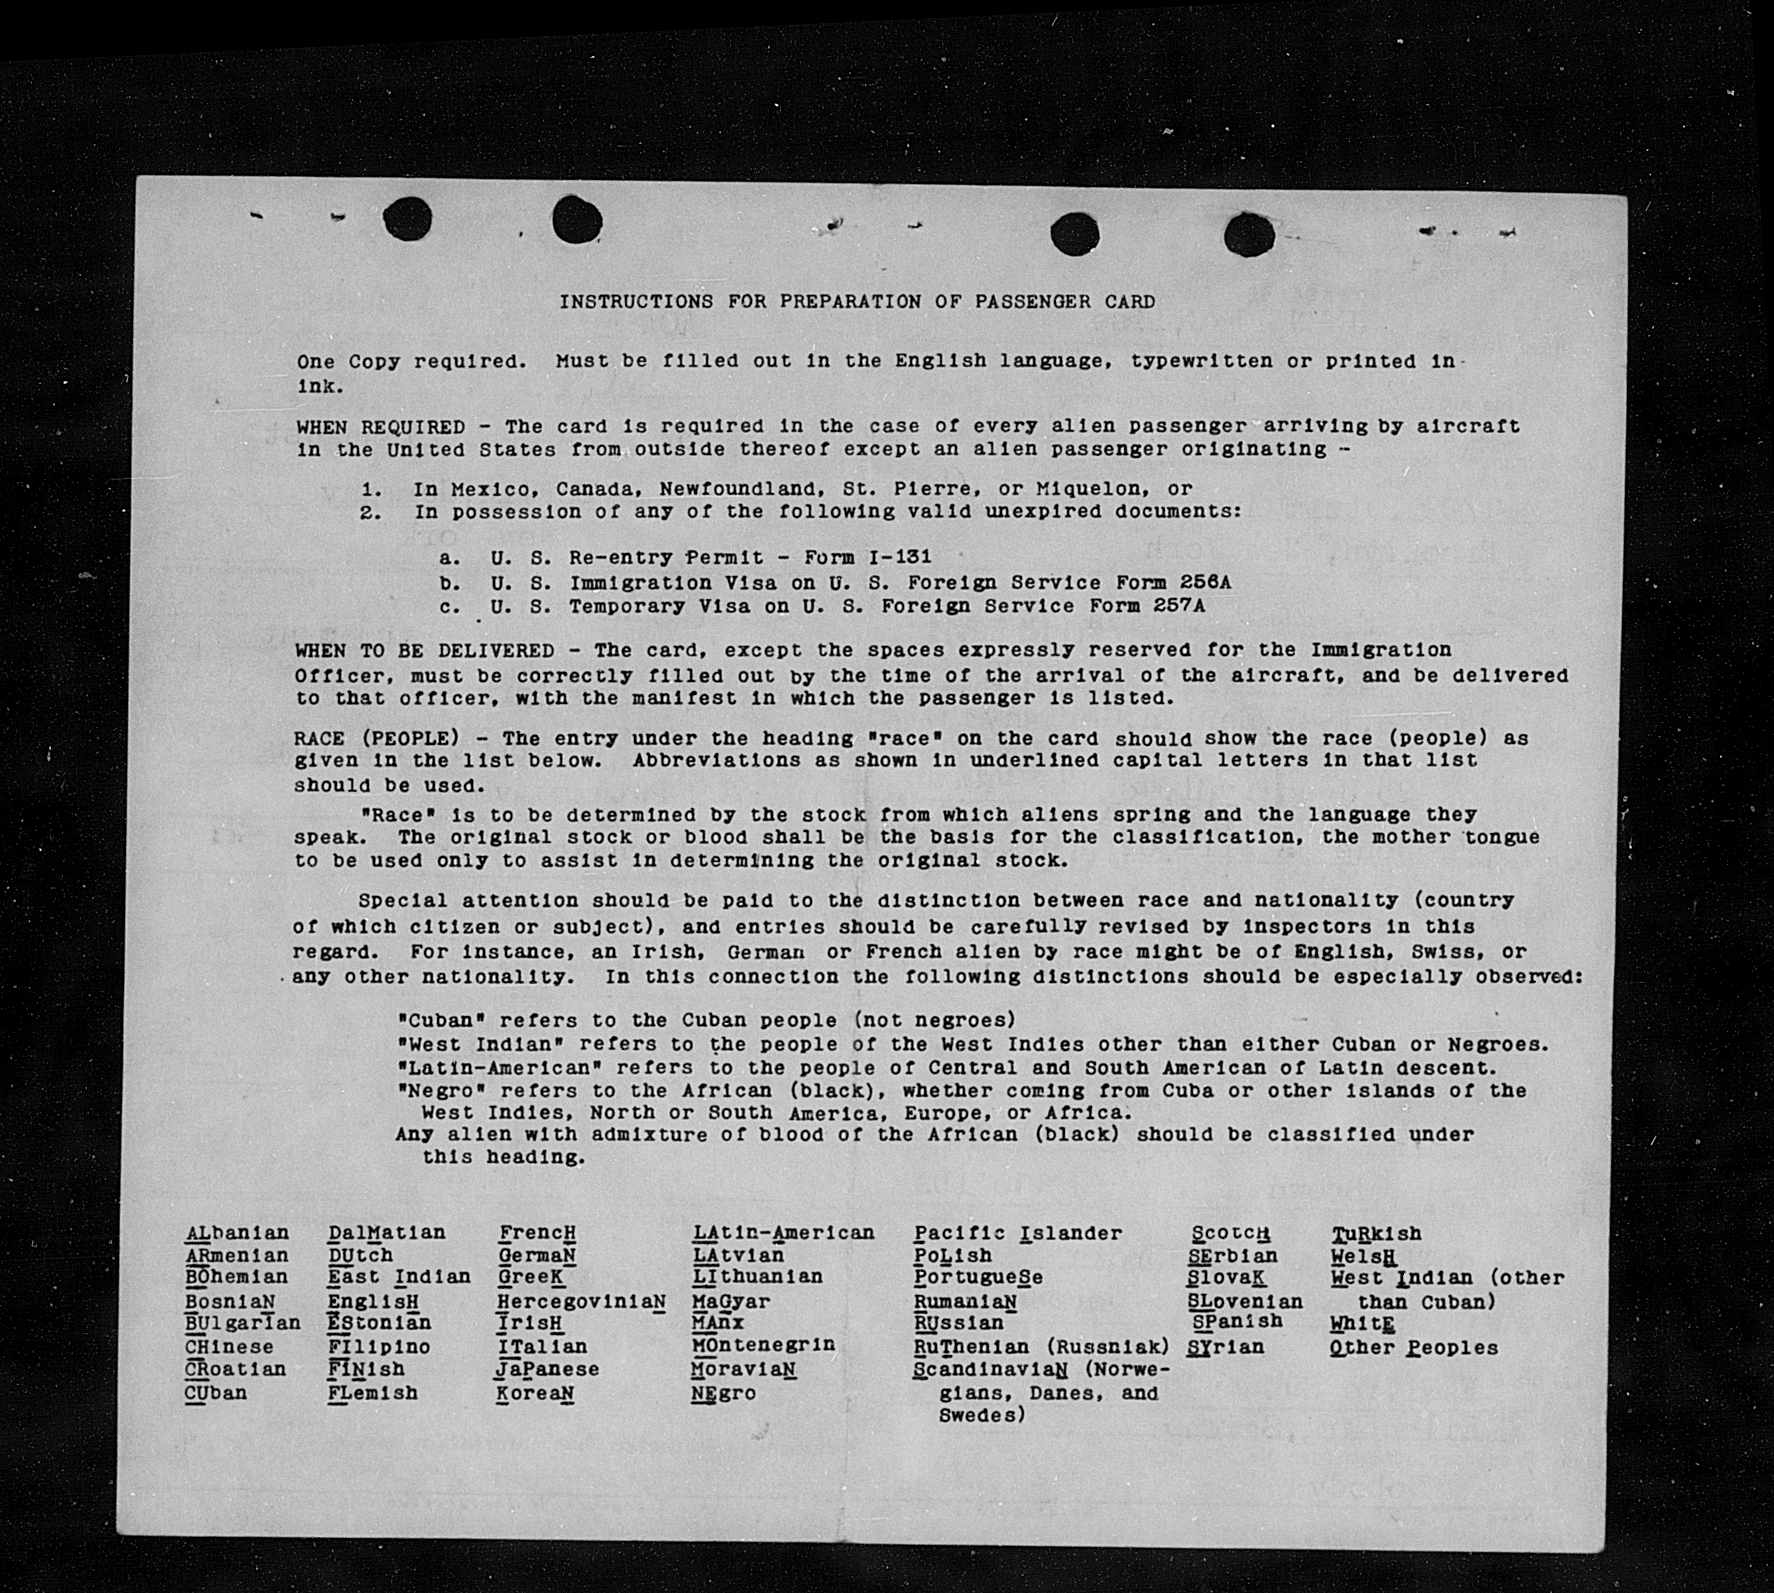 INSTRUCTIONS FOR PREPARATION OF PASSENGER CARD
One Copy required. Must be filled out in the English language, typewritten or printed in
ink.
WHEN REQUIRED - The card is required in the case of every alien passenger arriving by aircraft
in the United States from outside thereof except an alien passenger originating -
1. In Mexico, Canada, Newfoundland, St. Pierre, or Miquelon, or
2. In possession of any of the following valid unexpired documents:
a. U. S. Re-entry Permit - Form I-131
b. U. S. Immigration Visa on U. S. Foreign Service Form 256A
c. U. S. Temporary Visa on U. S. Foreign Service Form 257A
WHEN TO BE DELIVERED - The card, except the spaces expressly reserved for the Immigration
Officer, must be correctly filled out by the time of the arrival of the aircraft, and be delivered
to that officer, with the manifest in which the passenger is listed.
RACE (PEOPLE) - The entry under the heading "race" on the card should show the race (people) as
given in the list below. Abbreviations as shown in underlined capital letters in that list
should be used.
"Race" is to be determined by the stock from which aliens spring and the language they
speak. The original stock or blood shall be the basis for the classification, the mother tongue
to be used only to assist in determining the original stock.
Special attention should be paid to the distinction between race and nationality (country
of which citizen or subject), and entries should be carefully revised by inspectors in this
regard. For instance, an Irish, German or French alien by race might be of English, Swiss, or
any other nationality. In this connection the following distinctions should be especially observed:
"Cuban" refers to the Cuban people (not negroes)
"West Indian" refers to the people of the West Indies other than either Cuban or Negroes.
"Latin-American" refers to the people of Central and South American of Latin descent.
"Negro" refers to the African (black), whether coming from Cuba or other islands of the
West Indies, North or South America, Europe, or Africa.
Any alien with admixture of blood of the African (black) should be classified under
this heading.
ALbanian DalMatian FrencH LAtin-American Pacific Islander ScotcH TuRkish
ARmenian DUtch GermaN LAtvian PoLish SErbian WelsH
BOhemian East Indian GreeK LIthuanian PortugueSe SlovaK West Indian (other
BosniaN EnglisH HercegoviniaN MaGyar RumaniaN SLovenian than Cuban)
BUlgarian EStonian IrisH MAnx RUssian SPanish WhitE
CHinese FIlipino ITalian MOntenegrin RuThenian (Russniak) SYrian Other Peoples
CRoatian FINish JaPanese MoraviaN ScandinaviaN (Norwe-
CUban FLemish KoreaN NEgro gians, Danes, and
Swedes)